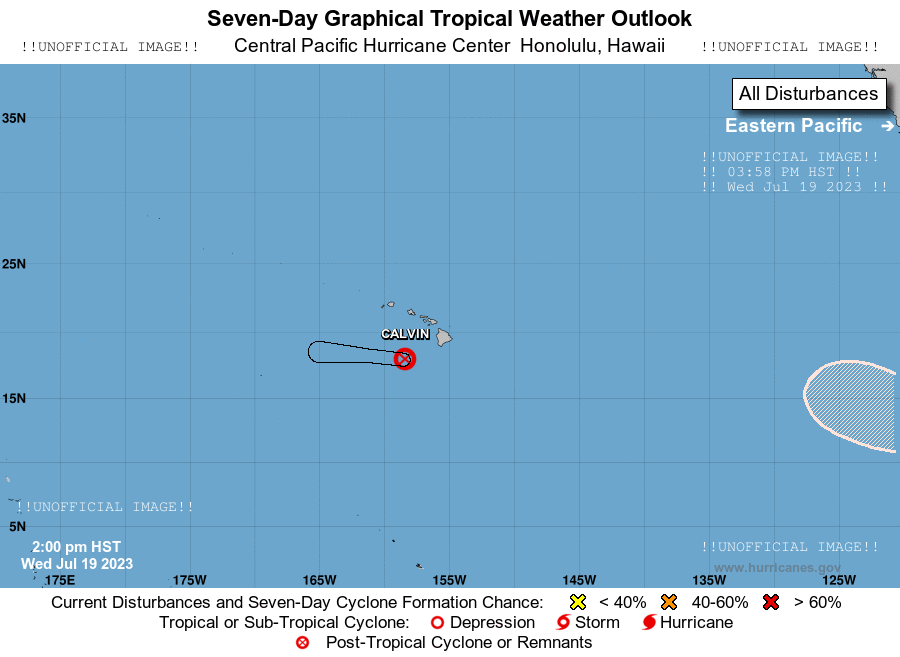 Seven-Day Graphical Tropical Weather Outlook
!!UNOFFICIAL IMAGE!! Central Pacific Hurricane Center Honolulu, Hawaii !!UNOFFICIAL IMAGE!!
All Disturbances
35N
Eastern Pacific
!!UNOFFICIAL IMAGE!!
!! 03:58 PM HST !!
!! Wed Jul 19 2023 !!
25N
CALVIN
15N
!!UNOFFICIAL IMAGE!!
5N
2:00 pm HST
Wed Jul 19 2023
!!UNOFFICIAL IMAGE!!
www.hurricanes.gov
175E 175W 165W 155W 145W 135W 125W
Current Disturbances and Seven-Day Cyclone Formation Chance: < 40% 40-60% > 60%
Tropical or Sub-Tropical Cyclone: Depression Storm Hurricane
Post-Tropical Cyclone or Remnants